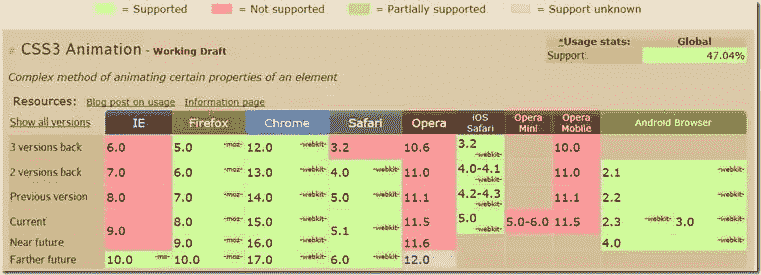 = Supported = Not supported = Partially supported = Support unknown
# CSS3 Animation - Working Draft
*Usage stats: Global
Support: 47.04%
Complex method of animating certain properties of an element
Resources: Blog post on usage Information page
Show all versions IE Firefox Chrome Safari Opera iOS Safari Opera Mini Opera Mobile Android Browser
3 versions back 6.0 5.0 -moz- 12.0 -webkit- 3.2 10.6 3.2 -webkit- 10.0
2 versions back 7.0 6.0 -moz- 13.0 -webkit- 4.0 -webkit- 11.0 4.0-4.1 -webkit- 11.0 2.1 -webkit-
Previous version 8.0 7.0 -moz- 14.0 -webkit- 5.0 -webkit- 11.1 4.2-4.3 -webkit- 11.1 2.2 -webkit-
Current 9.0 8.0 -moz- 15.0 -webkit- 5.1 -webkit- 11.5 5.0 -webkit- 5.0-6.0 11.5 2.3 -webkit- 3.0 -webkit-
Near future 9.0 -moz- 16.0 -webkit- 11.6 4.0 -webkit-
Farther future 10.0 -ms- 10.0 -moz- 17.0 -webkit- 6.0 -webkit- 12.0